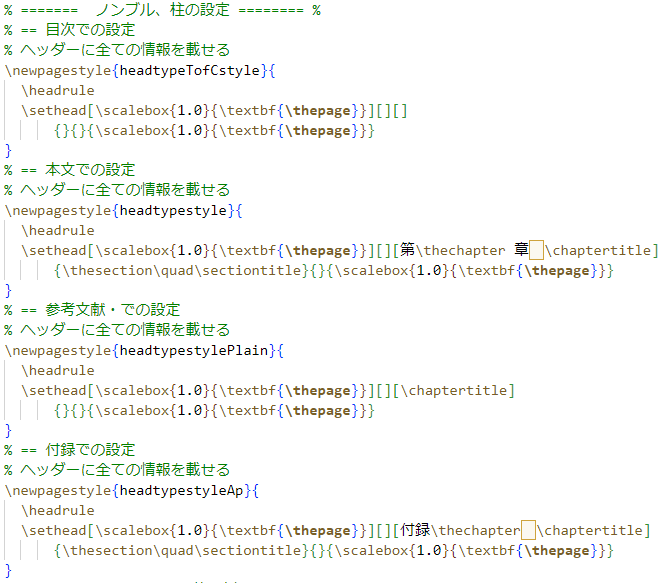 % =======  ノンブル、柱の設定 ======== %
% == 目次での設定
% ヘッダーに全ての情報を載せる
\newpagestyle{headtypeTofCstyle}{
  \headrule
  \sethead[\scalebox{1.0}{\textbf{\thepage}}][][]
      {}{}{\scalebox{1.0}{\textbf{\thepage}}}
}
% == 本文での設定
% ヘッダーに全ての情報を載せる
\newpagestyle{headtypestyle}{
  \headrule
  \sethead[\scalebox{1.0}{\textbf{\thepage}}][][第\thechapter 章　\chaptertitle]
      {\thesection\quad\sectiontitle}{}{\scalebox{1.0}{\textbf{\thepage}}}
}
% == 参考文献・での設定
% ヘッダーに全ての情報を載せる
\newpagestyle{headtypestylePlain}{
  \headrule
  \sethead[\scalebox{1.0}{\textbf{\thepage}}][][\chaptertitle]
      {}{}{\scalebox{1.0}{\textbf{\thepage}}}
}
% == 付録での設定
% ヘッダーに全ての情報を載せる
\newpagestyle{headtypestyleAp}{
  \headrule
  \sethead[\scalebox{1.0}{\textbf{\thepage}}][][付録\thechapter　\chaptertitle]
      {\thesection\quad\sectiontitle}{}{\scalebox{1.0}{\textbf{\thepage}}}
}